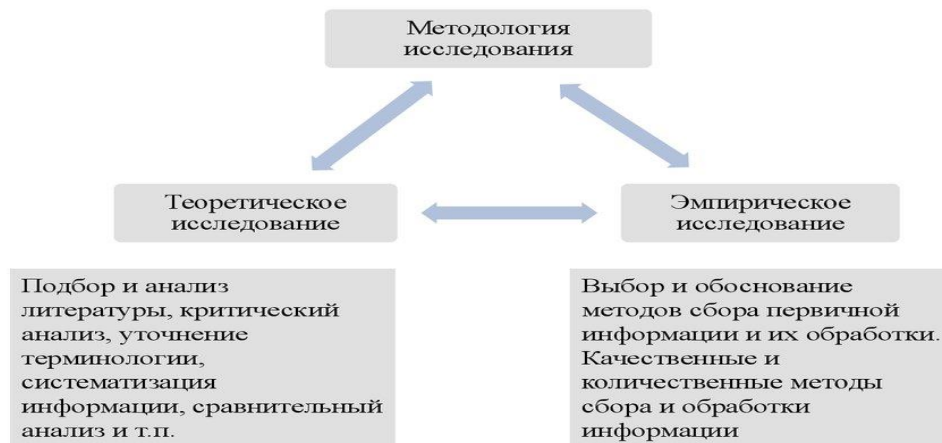 Методология
исследования
Теоретическое
исследование
Эмпирическое
исследование
Подбор и анализ
литературы, критический
анализ, уточнение
терминологии,
систематизация
информации, сравнительный
анализ и т.п.
Выбор и обоснование
методов сбора первичной
информации и их обработки.
Качественные и
количественные методы
сбора и обработки
информации